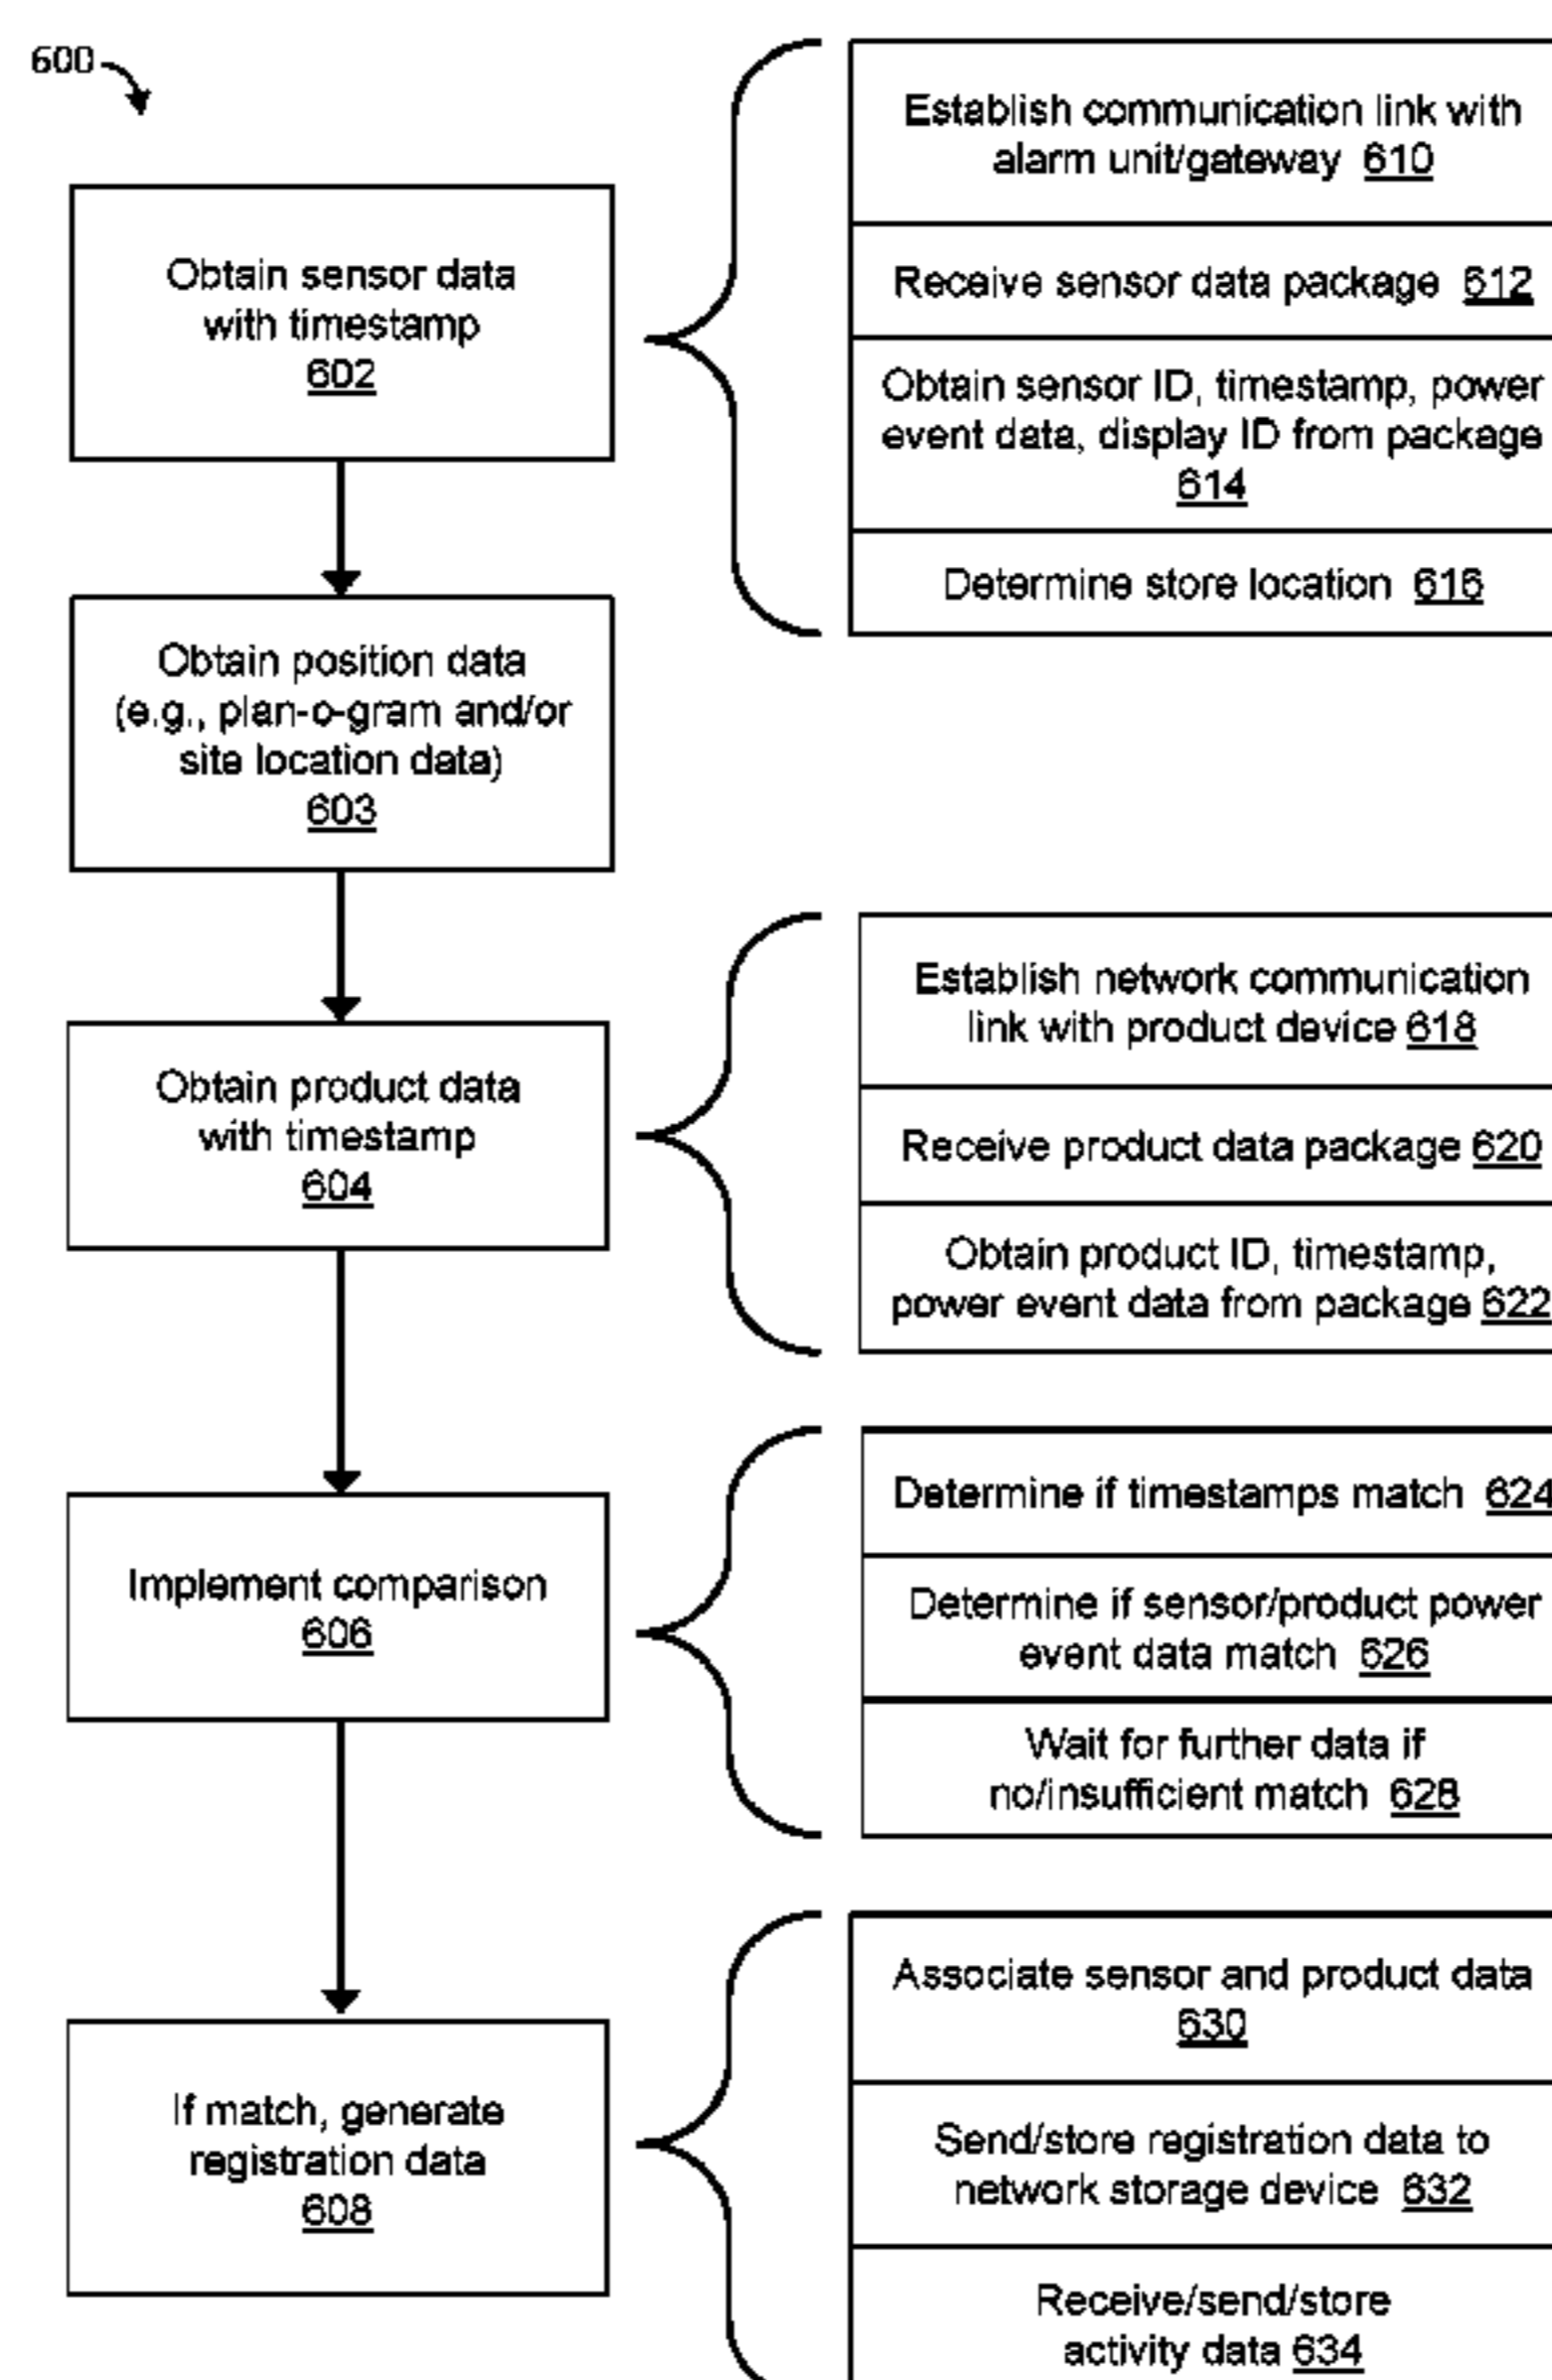 600
Obtain sensor data
with timestamp
602
Establish communication link with
alarm unit/gateway 610
Receive sensor data package 612
Obtain sensor ID, timestamp, power
event data, display ID from package
614
Determine store location 616
Obtain position data
(e.g., plan-o-gram and/or
site location data)
603
Obtain product data
with timestamp
604
Establish network communication
link with product device 618
Receive product data package 620
Obtain product ID, timestamp,
power event data from package 622
Implement comparison
606
Determine if timestamps match 624
Determine if sensor/product power
event data match 626
Wait for further data if
no/insufficient match 628
If match, generate
registration data
608
Associate sensor and product data
630
Send/store registration data to
network storage device 632
Receive/send/store
activity data 634